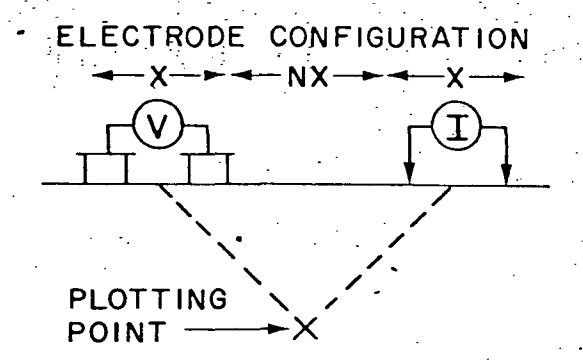 ELECTRODE CONFIGURATION
X NX X
V I
PLOTTING
POINT X